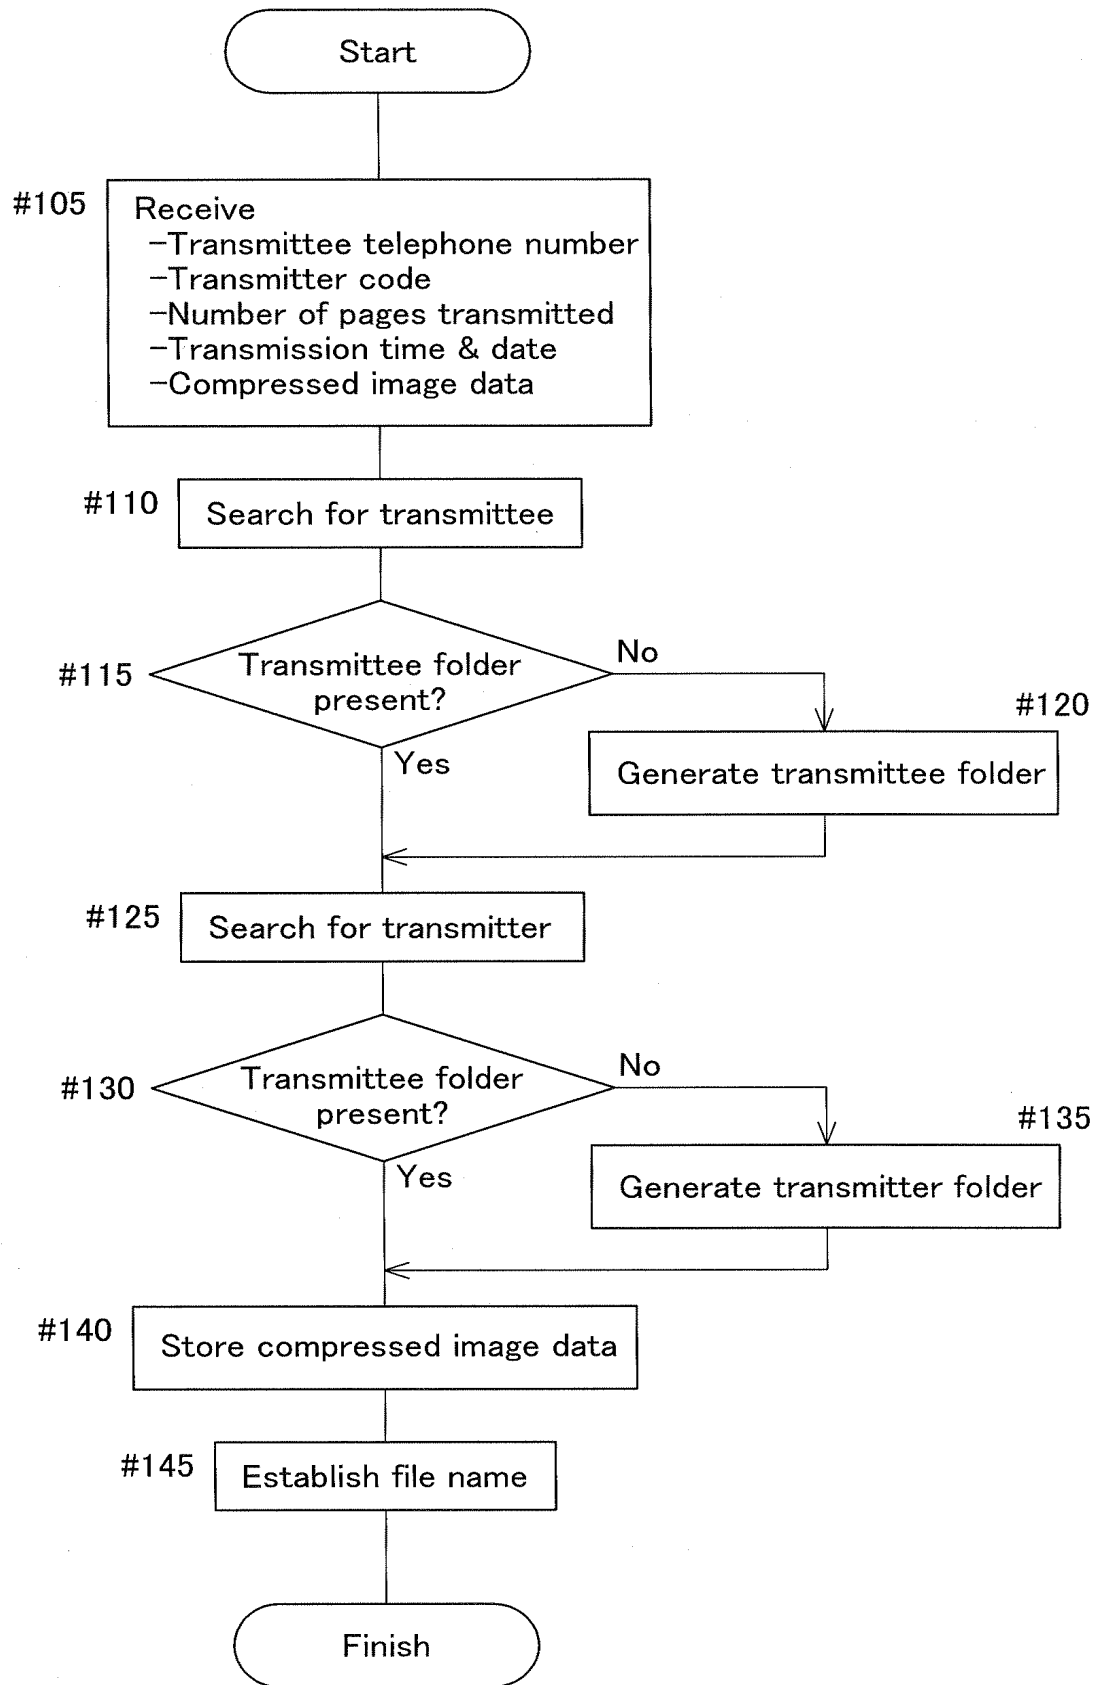 Start
#105
Receive
-Transmittee telephone number
-Transmitter code
-Number of pages transmitted
-Transmission time & date
-Compressed image data
#110
Search for transmittee
#115
Transmittee folder
present?
No
Yes
#120
Generate transmittee folder
#125
Search for transmitter
#130
Transmittee folder
present?
No
Yes
#135
Generate transmitter folder
#140
Store compressed image data
#145
Establish file name
Finish